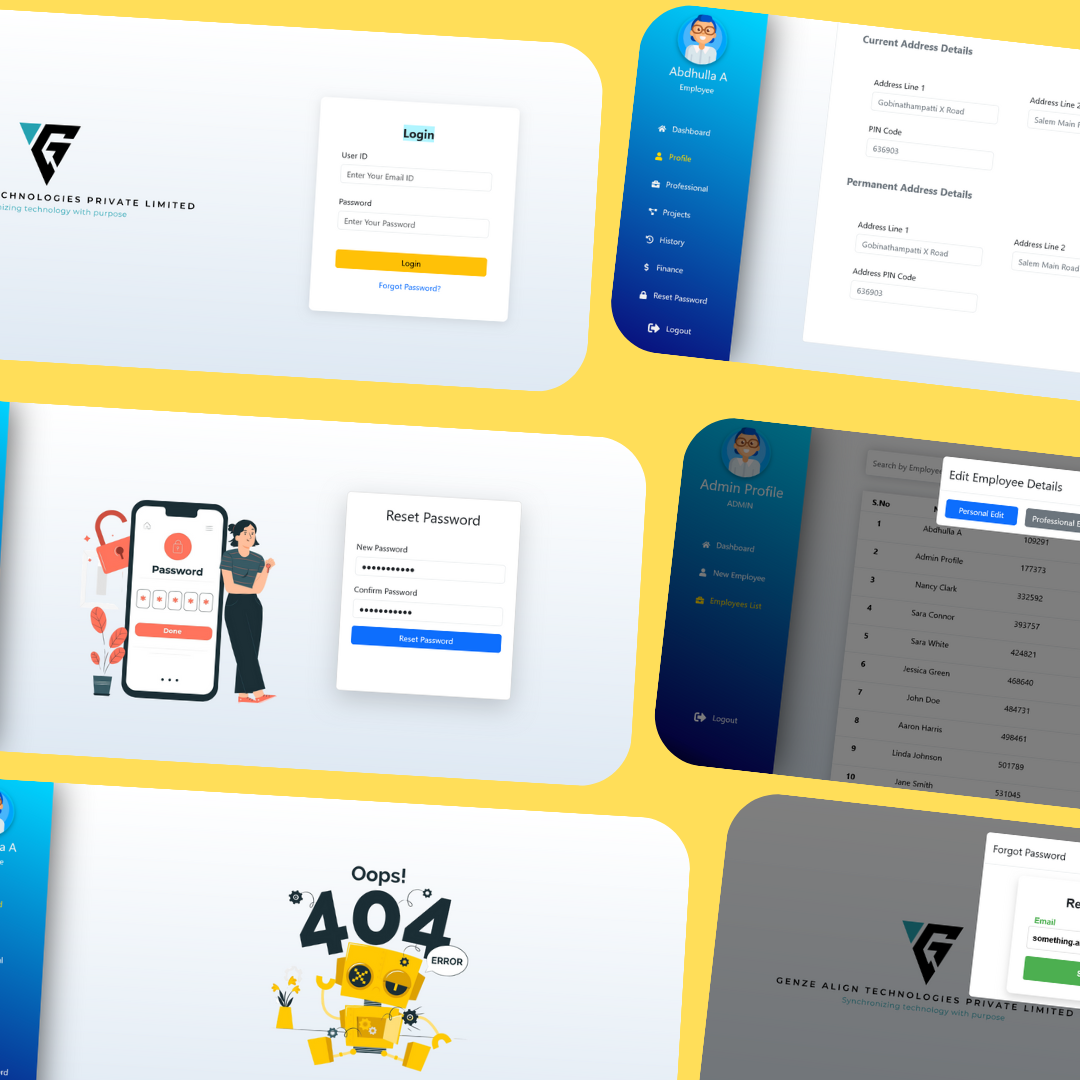 CHNOLOGIES PRIVATE LIMITED
nizing technology with purpose
Login
User ID
Enter Your Email ID
Password
Enter Your Password
Login
Forgot Password?
Abdhulla A
Employee
Dashboard
Profile
Professional
Projects
History
Finance
Reset Password
Logout
Current Address Details
Address Line 1
Gobinathampatti X Road
Address Line 2
Salem Main R
PIN Code
636903
Permanent Address Details
Address Line 1
Gobinathampatti X Road
Address Line 2
Salem Main Road
Address PIN Code
636903
Password
* * * * *
Done
Reset Password
New Password
•••••••••••
Confirm Password
•••••••••••
Reset Password
Admin Profile
ADMIN
Dashboard
New Employee
Employees List
Logout
Search by Employee
Edit Employee Details
Personal Edit
Professional E
S.No
1 Abdhulla A 109291
2 Admin Profile 177373
3 Nancy Clark 332592
4 Sara Connor 393757
5 Sara White 424821
6 Jessica Green 468640
7 John Doe 484731
8 Aaron Harris 498461
9 Linda Johnson 501789
10 Jane Smith 531045
a A
e
Oops!
404
ERROR
GENZE ALIGN TECHNOLOGIES PRIVATE LIMITED
Synchronizing technology with purpose
Forgot Password
Re
Email
something.a